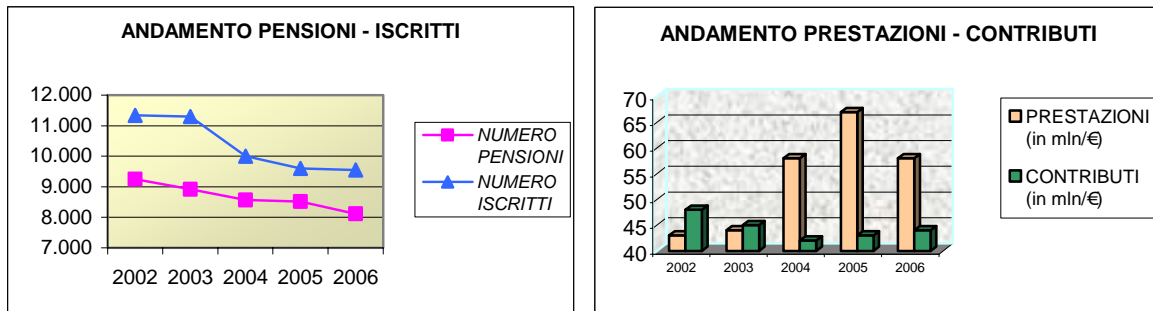 ANDAMENTO PENSIONI - ISCRITTI
12.000
11.000
10.000
9.000
8.000
7.000
2002 2003 2004 2005 2006
NUMERO
PENSIONI
NUMERO
ISCRITTI
ANDAMENTO PRESTAZIONI - CONTRIBUTI
70
65
60
55
50
45
40
2002 2003 2004 2005 2006
PRESTAZIONI
(in mln/€)
CONTRIBUTI
(in mln/€)